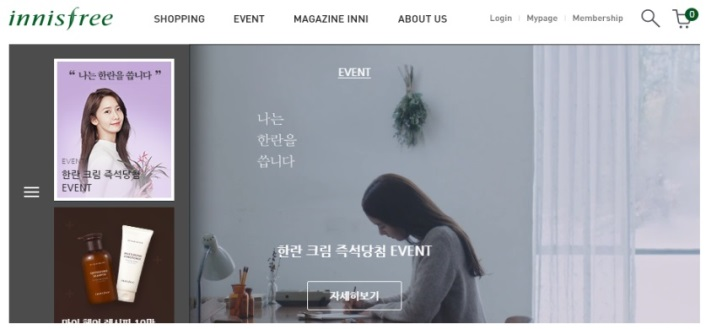 innisfree
SHOPPING EVENT MAGAZINE INNI ABOUT US
Login Mypage Membership
0
“ 나는 한란을 씁니다 ”
EVENT
한란 크림 즉석당첨
EVENT
EVENT
나는
한란을
씁니다
한란 크림 즉석당첨 EVENT
자세히보기